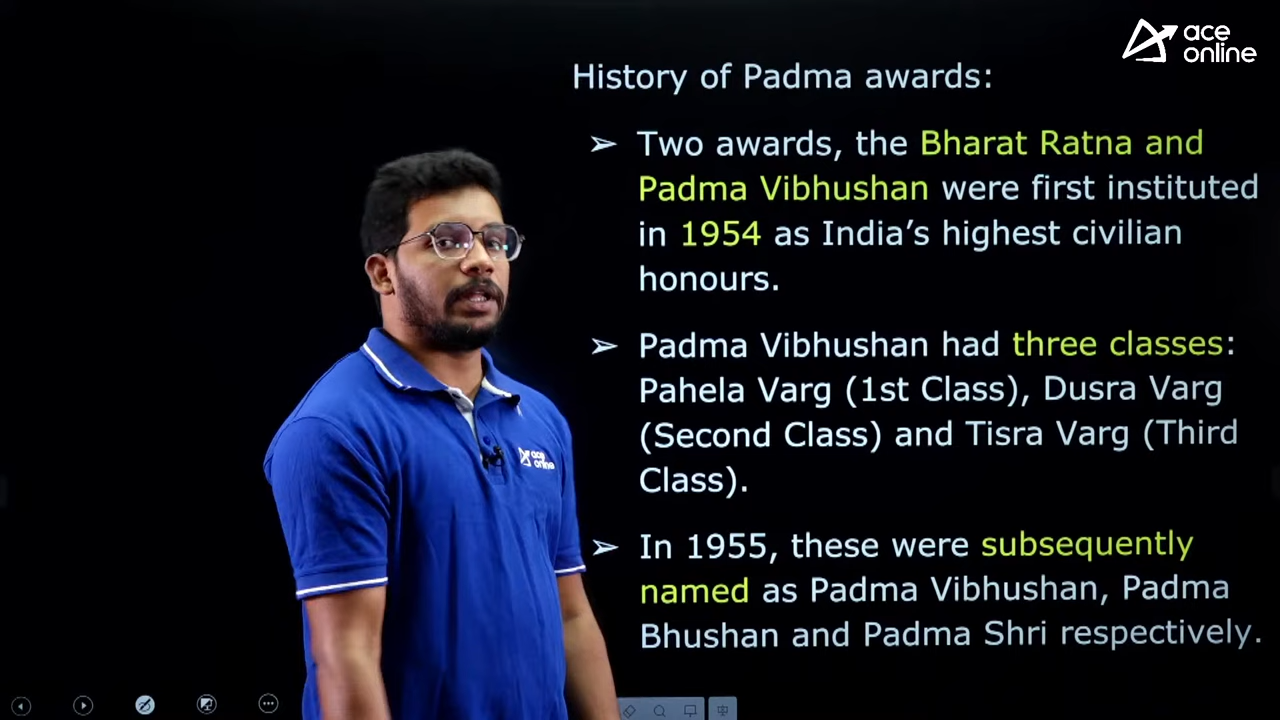 ace
online
History of Padma awards:
➢ Two awards, the Bharat Ratna and
Padma Vibhushan were first instituted
in 1954 as India’s highest civilian
honours.
➢ Padma Vibhushan had three classes:
Pahela Varg (1st Class), Dusra Varg
(Second Class) and Tisra Varg (Third
Class).
➢ In 1955, these were subsequently
named as Padma Vibhushan, Padma
Bhushan and Padma Shri respectively.
ace
online